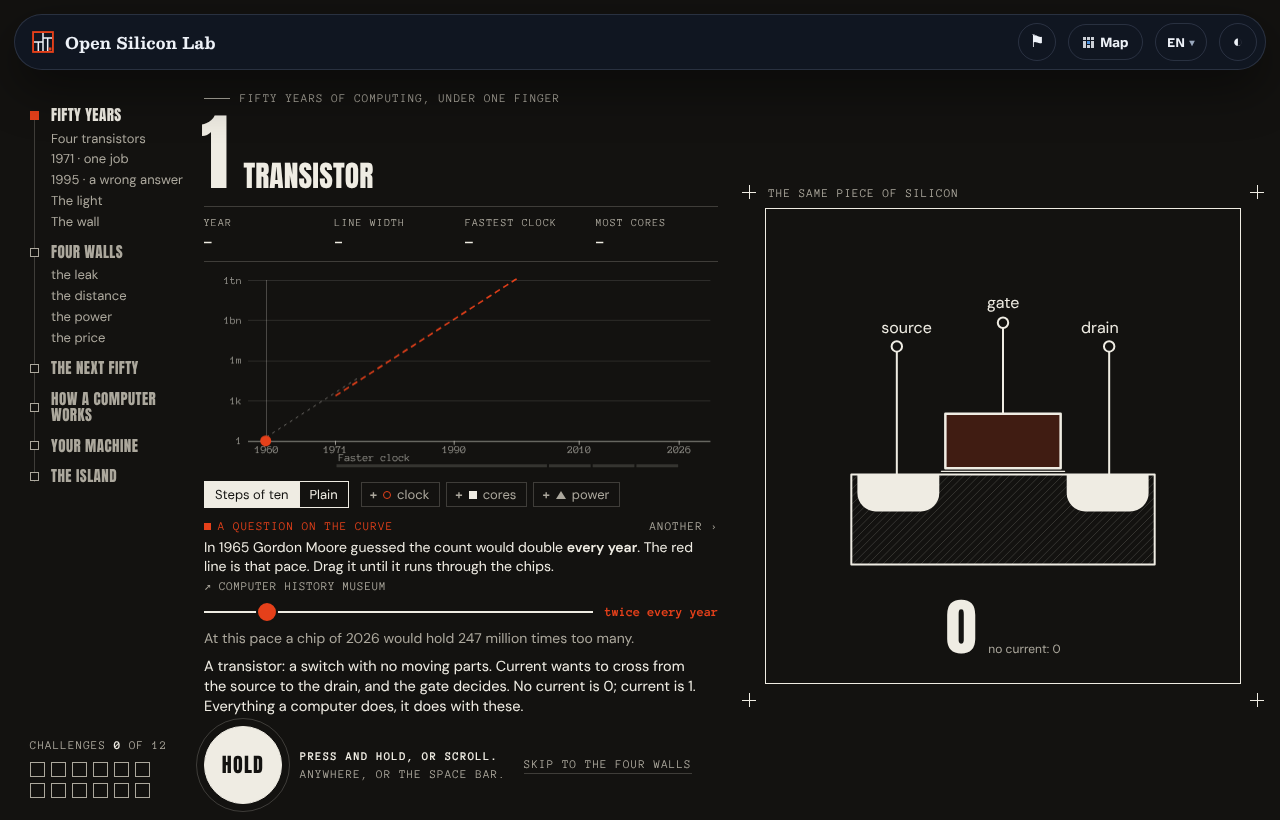 Open Silicon Lab
Map
EN ▾
FIFTY YEARS
Four transistors
1971 · one job
1995 · a wrong answer
The light
The wall
FOUR WALLS
the leak
the distance
the power
the price
THE NEXT FIFTY
HOW A COMPUTER
WORKS
YOUR MACHINE
THE ISLAND
CHALLENGES 0 OF 12
FIFTY YEARS OF COMPUTING, UNDER ONE FINGER
1 TRANSISTOR
YEAR LINE WIDTH FASTEST CLOCK MOST CORES
– – – –
1tn
1bn
1m
1k
1
1960 1971 1990 2010 2026
Faster clock
Steps of ten Plain + clock + cores + power
A QUESTION ON THE CURVE ANOTHER ›
In 1965 Gordon Moore guessed the count would double every year. The red
line is that pace. Drag it until it runs through the chips.
↗ COMPUTER HISTORY MUSEUM
twice every year
At this pace a chip of 2026 would hold 247 million times too many.
A transistor: a switch with no moving parts. Current wants to cross from
the source to the drain, and the gate decides. No current is 0; current is 1.
Everything a computer does, it does with these.
HOLD
PRESS AND HOLD, OR SCROLL.
ANYWHERE, OR THE SPACE BAR.
SKIP TO THE FOUR WALLS
THE SAME PIECE OF SILICON
gate
source
drain
0 no current: 0